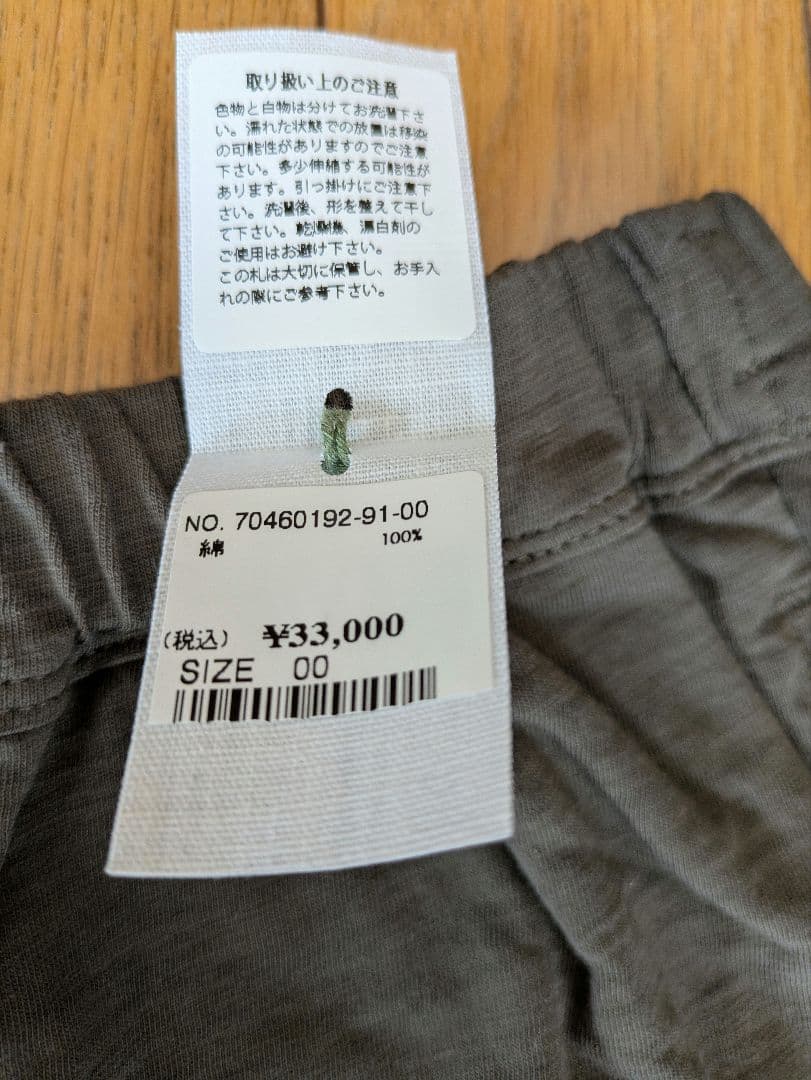 取り扱い上のご注意
色物と白物は分けてお洗濯下さ
い。濡れた状態での放置は移染
の可能性がありますのでご注意
下さい。多少伸縮する可能性が
あります。引っ掛けにご注意下
さい。洗濯後、形を整えて干し
て下さい。乾燥機、漂白剤の
ご使用はお避け下さい。
この札は大切に保管し、お手入
れの際にご参考下さい。
NO. 70460192-91-00
綿 100%
(税込) ¥33,000
SIZE 00